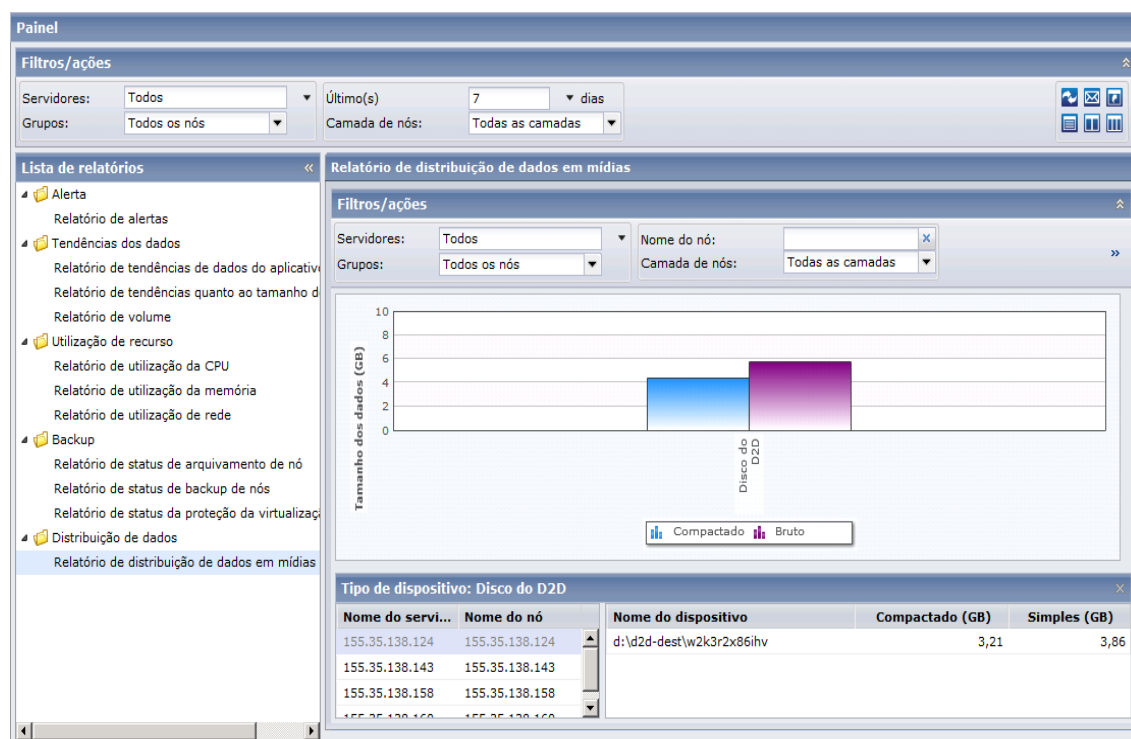 Painel
Filtros/ações
Servidores: Todos Último(s) 7 dias
Grupos: Todos os nós Camada de nós: Todas as camadas
Lista de relatórios
Alerta
Relatório de alertas
Tendências dos dados
Relatório de tendências de dados do aplicativo
Relatório de tendências quanto ao tamanho d
Relatório de volume
Utilização de recurso
Relatório de utilização da CPU
Relatório de utilização da memória
Relatório de utilização de rede
Backup
Relatório de status de arquivamento de nó
Relatório de status de backup de nós
Relatório de status da proteção da virtualizaç
Distribuição de dados
Relatório de distribuição de dados em mídias
Relatório de distribuição de dados em mídias
Filtros/ações
Servidores: Todos Nome do nó:
Grupos: Todos os nós Camada de nós: Todas as camadas
Tamanho dos dados (GB)
10
8
6
4
2
0
Disco do
D2D
Compactado Bruto
Tipo de dispositivo: Disco do D2D
Nome do servi... Nome do nó Nome do dispositivo Compactado (GB) Simples (GB)
155.35.138.124 155.35.138.124 d:\d2d-dest\w2k3r2x86ihv 3,21 3,86
155.35.138.143 155.35.138.143
155.35.138.158 155.35.138.158